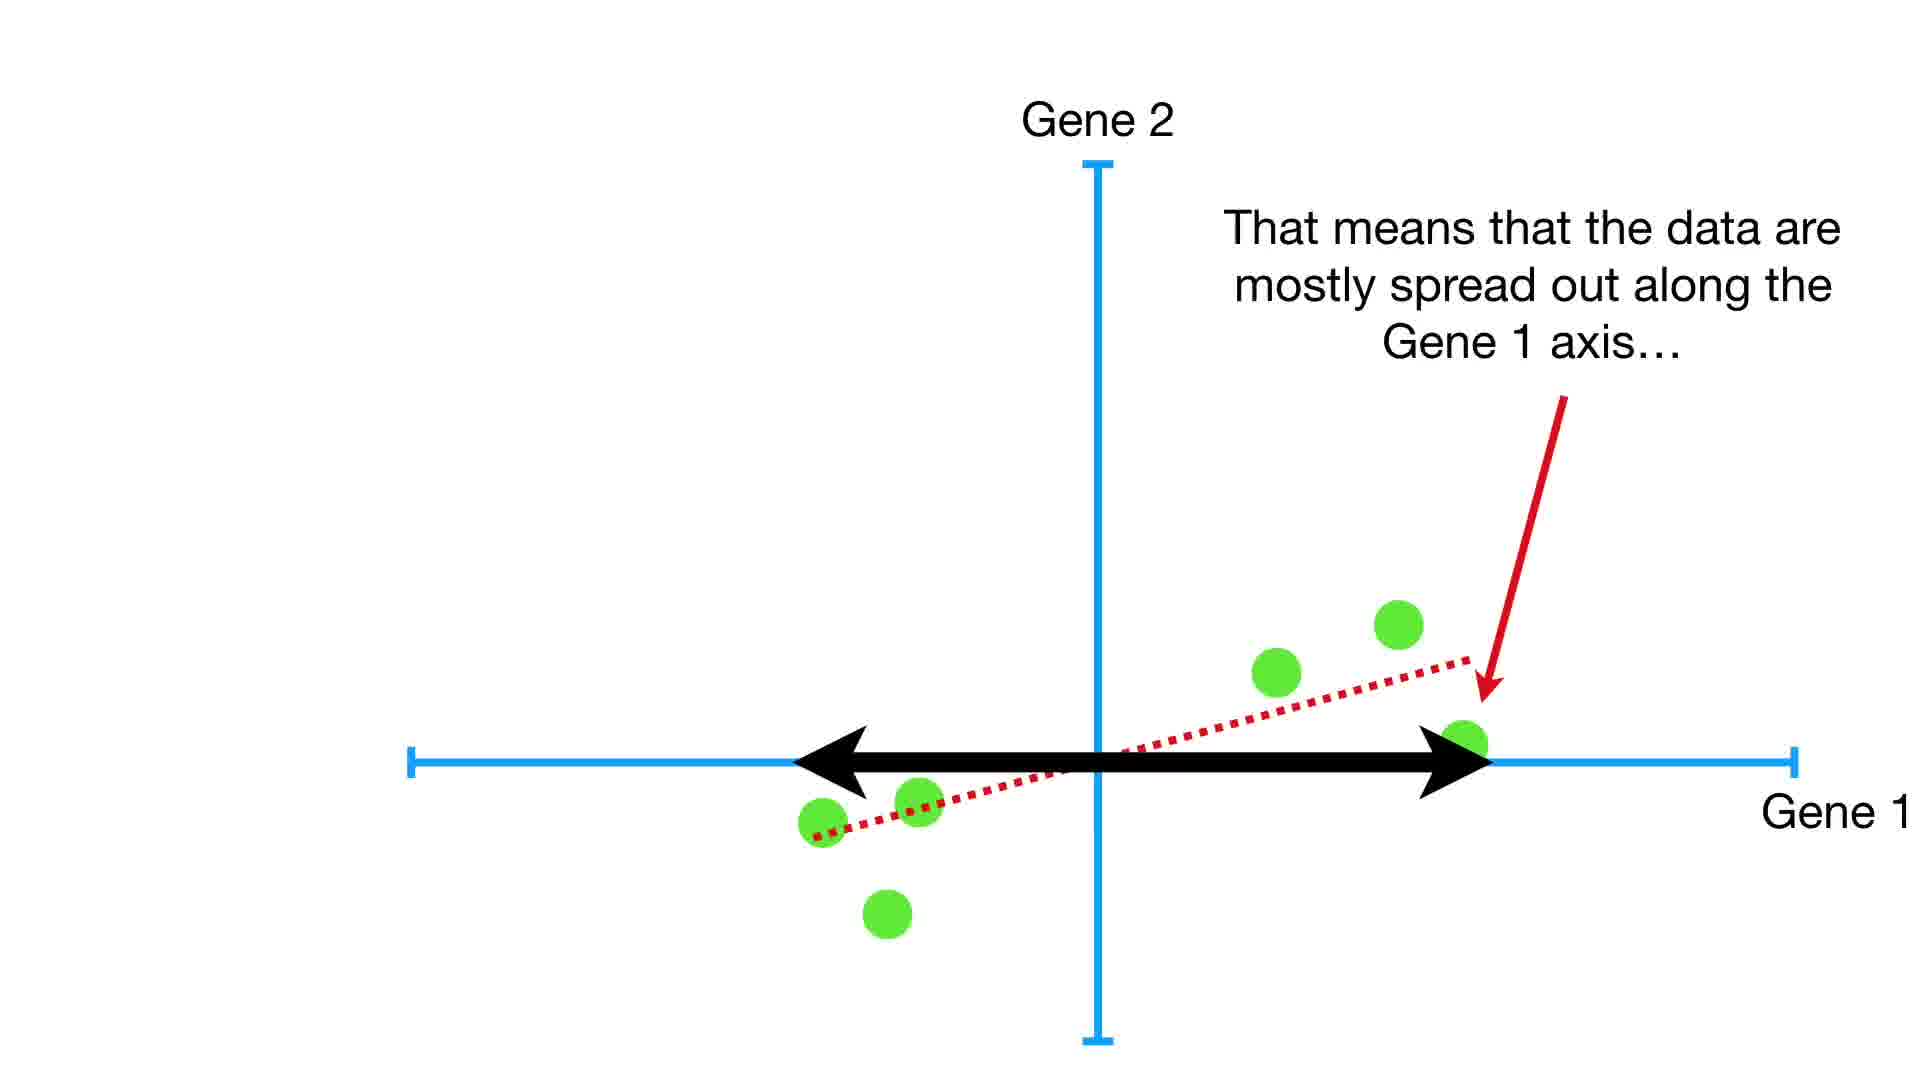 Gene 2
That means that the data are
mostly spread out along the
Gene 1 axis…
Gene 1